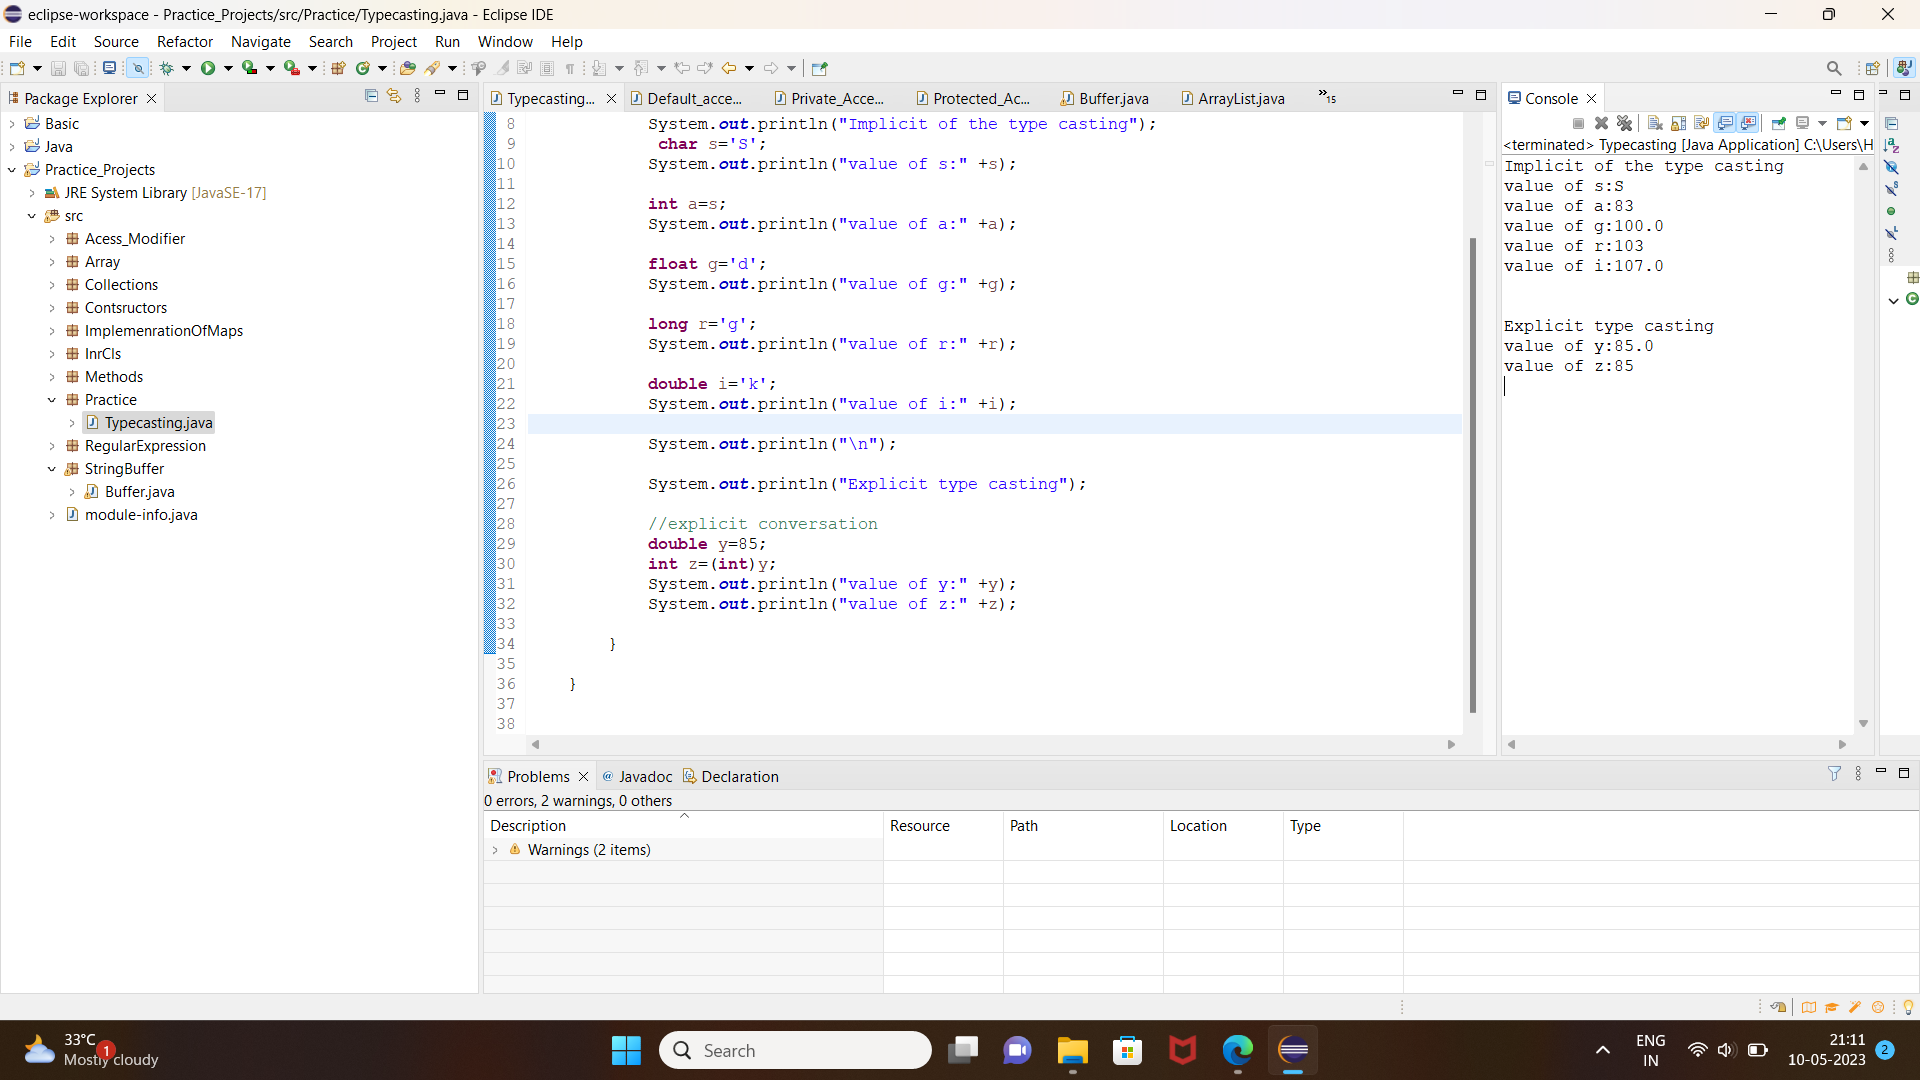 eclipse-workspace - Practice_Projects/src/Practice/Typecasting.java - Eclipse IDE
File Edit Source Refactor Navigate Search Project Run Window Help
Package Explorer
Basic
Java
Practice_Projects
JRE System Library [JavaSE-17]
src
Acess_Modifier
Array
Collections
Contsructors
ImplemenrationOfMaps
InrCls
Methods
Practice
Typecasting.java
RegularExpression
StringBuffer
Buffer.java
module-info.java
Typecasting... Default_acce... Private_Acce... Protected_Ac... Buffer.java ArrayList.java »15
8 System.out.println("Implicit of the type casting");
9 char s='S';
10 System.out.println("value of s:" +s);
11
12 int a=s;
13 System.out.println("value of a:" +a);
14
15 float g='d';
16 System.out.println("value of g:" +g);
17
18 long r='g';
19 System.out.println("value of r:" +r);
20
21 double i='k';
22 System.out.println("value of i:" +i);
23
24 System.out.println("\n");
25
26 System.out.println("Explicit type casting");
27
28 //explicit conversation
29 double y=85;
30 int z=(int)y;
31 System.out.println("value of y:" +y);
32 System.out.println("value of z:" +z);
33
34 }
35
36 }
37
38
Console
<terminated> Typecasting [Java Application] C:\Users\H
Implicit of the type casting
value of s:S
value of a:83
value of g:100.0
value of r:103
value of i:107.0
Explicit type casting
value of y:85.0
value of z:85
Problems @ Javadoc Declaration
0 errors, 2 warnings, 0 others
Description Resource Path Location Type
Warnings (2 items)
33°C
1
Mostly cloudy
Search
ENG
IN
21:11
10-05-2023
2